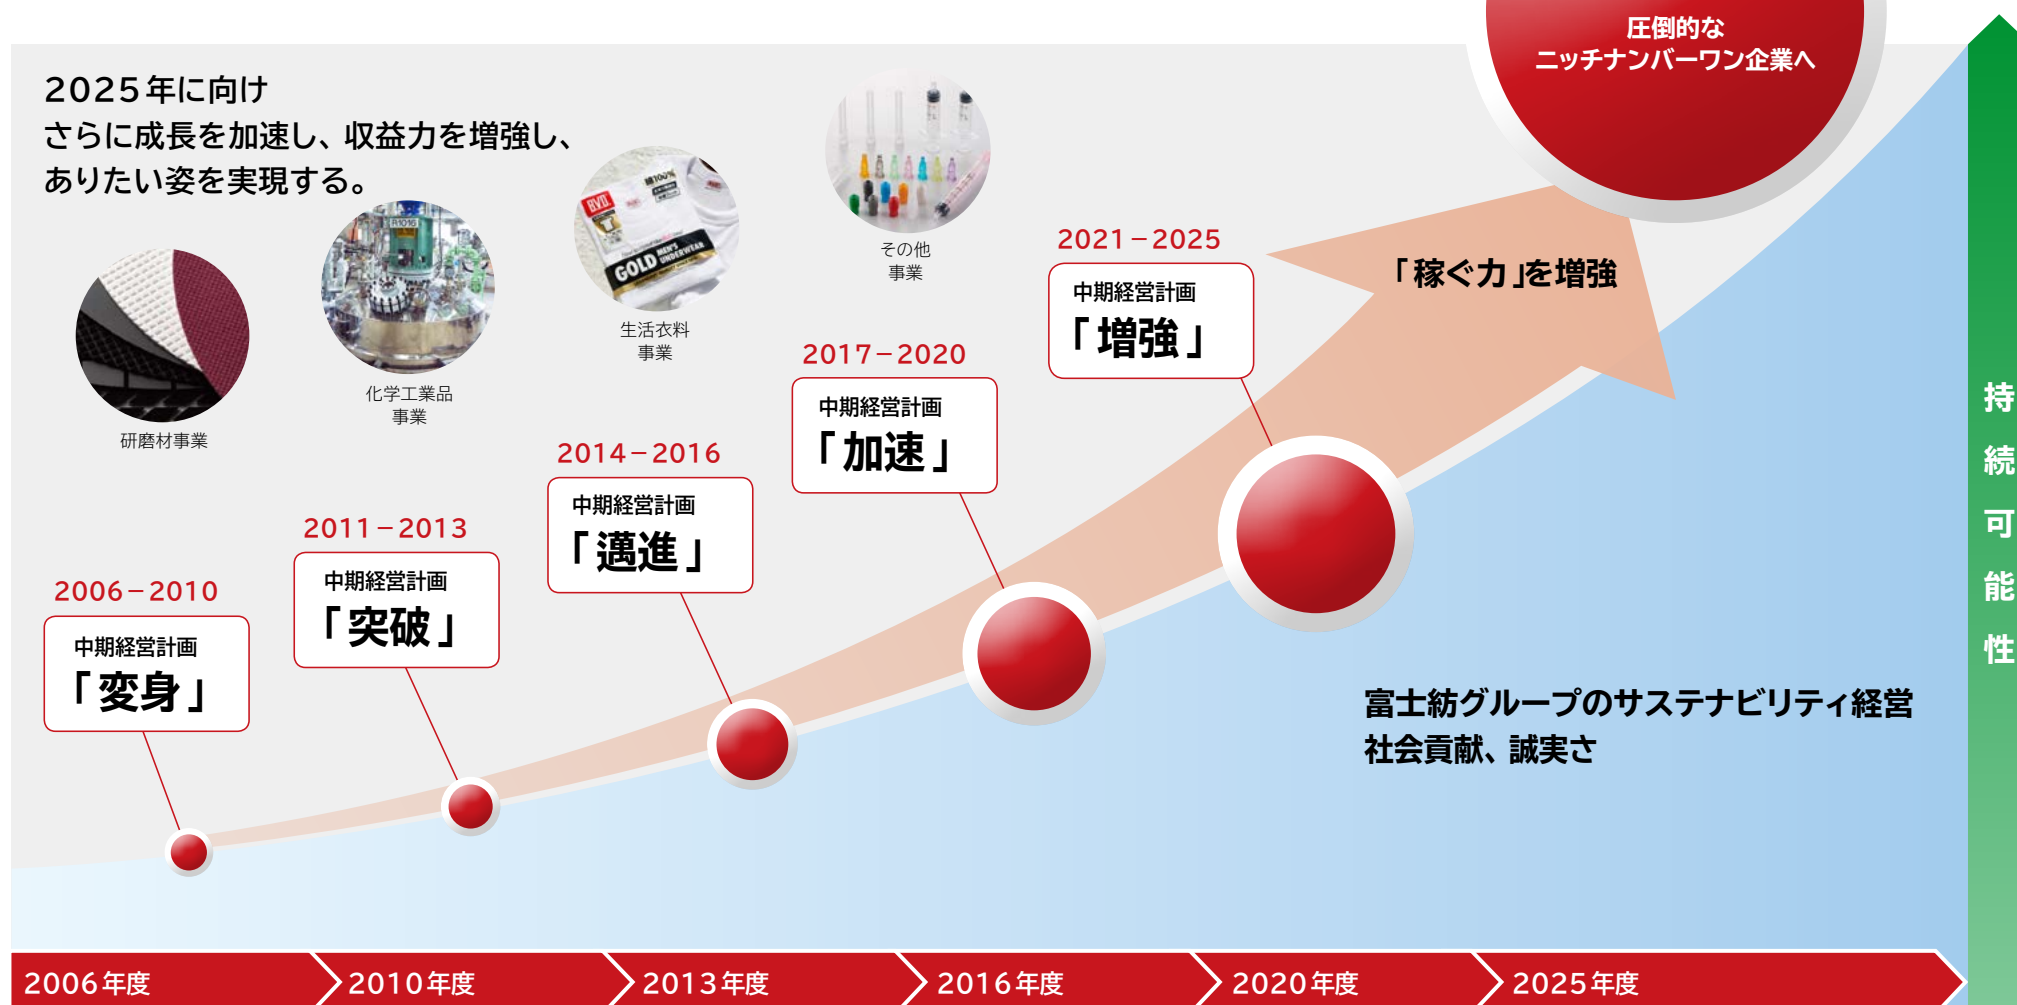 圧倒的な
ニッチナンバーワン企業へ
2025年に向け
さらに成長を加速し、収益力を増強し、
ありたい姿を実現する。
研磨材事業
R1016
化学工業品
事業
BVD.
綿100%
GOLD
MEN'S
UNDERWEAR
生活衣料
事業
その他
事業
2006－2010
中期経営計画
「変身」
2011－2013
中期経営計画
「突破」
2014－2016
中期経営計画
「邁進」
2017－2020
中期経営計画
「加速」
2021－2025
中期経営計画
「増強」
「稼ぐ力」を増強
富士紡グループのサステナビリティ経営
社会貢献、誠実さ
持続可能性
2006年度
2010年度
2013年度
2016年度
2020年度
2025年度